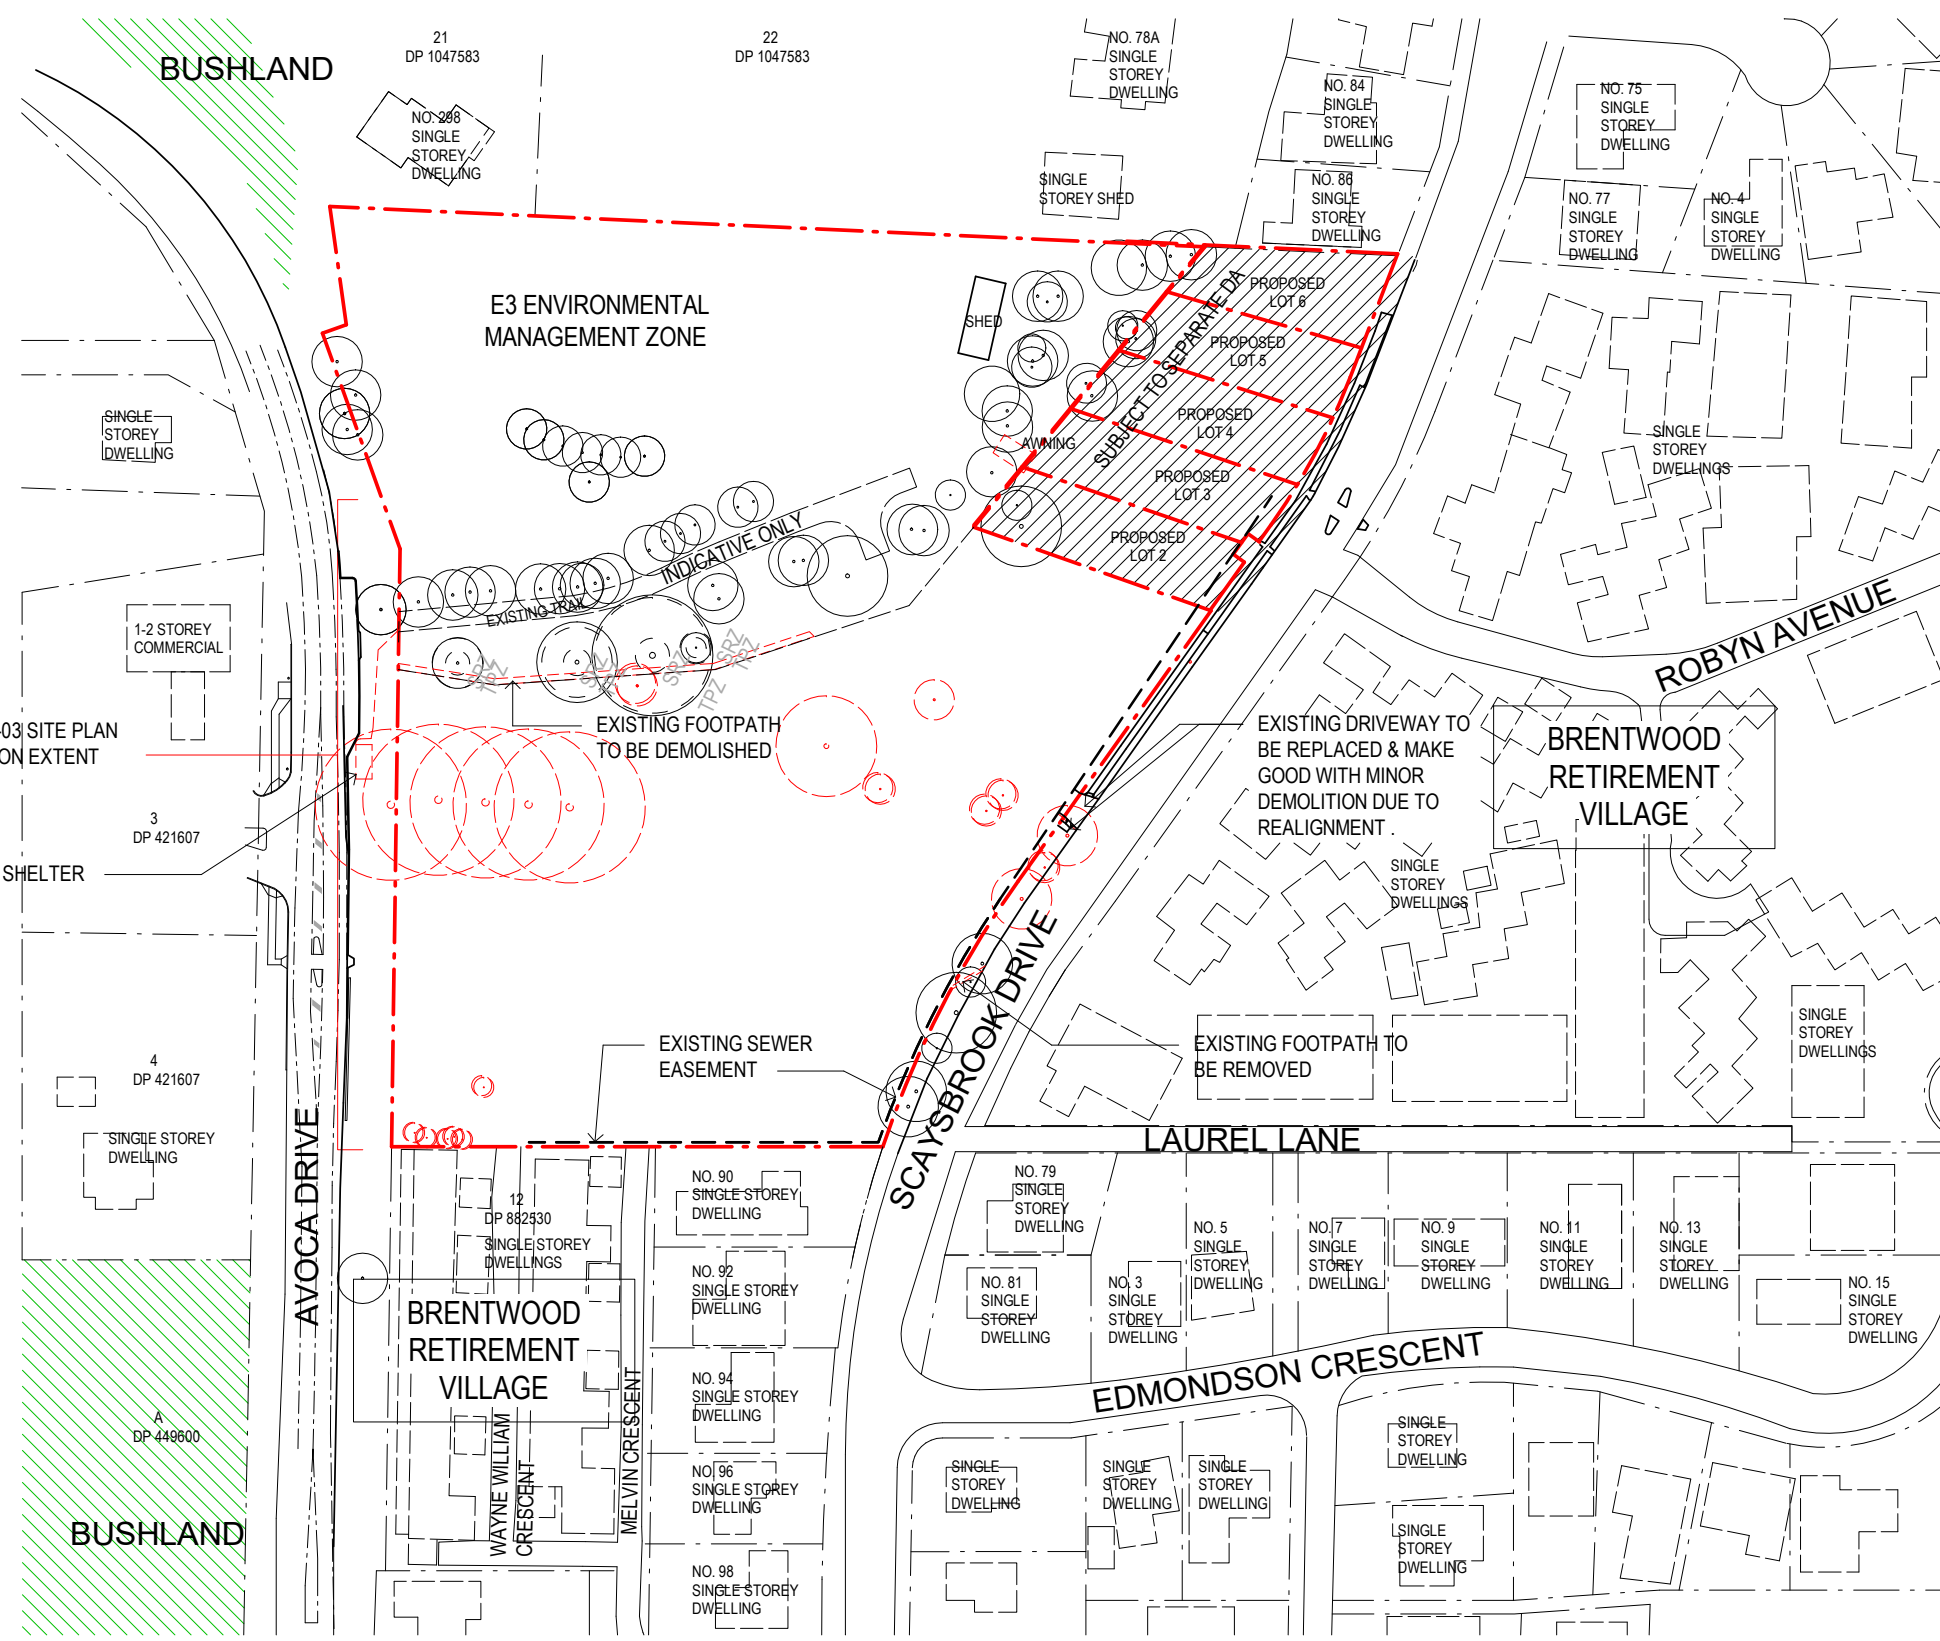 21
DP 1047583
22
DP 1047583
BUSHLAND
NO. 298
SINGLE
STOREY
DWELLING
NO. 78A
SINGLE
STOREY
DWELLING
SINGLE
STOREY SHED
NO. 84
SINGLE
STOREY
DWELLING
NO. 86
SINGLE
STOREY
DWELLING
NO. 75
SINGLE
STOREY
DWELLING
NO. 77
SINGLE
STOREY
DWELLING
NO. 4
SINGLE
STOREY
DWELLING
E3 ENVIRONMENTAL
MANAGEMENT ZONE
SHED
AWNING
SUBJECT TO SEPARATE DA
PROPOSED
LOT 6
PROPOSED
LOT 5
PROPOSED
LOT 4
PROPOSED
LOT 3
PROPOSED
LOT 2
SINGLE
STOREY
DWELLINGS
SINGLE
STOREY
DWELLING
1-2 STOREY
COMMERCIAL
INDICATIVE ONLY
EXISTING TRAIL
SRZ
TPZ
SRZ
TPZ
SRZ
TPZ
SRZ
TPZ
EXISTING FOOTPATH
TO BE DEMOLISHED
-03 SITE PLAN
ON EXTENT
3
DP 421607
SHELTER
EXISTING DRIVEWAY TO
BE REPLACED & MAKE
GOOD WITH MINOR
DEMOLITION DUE TO
REALIGNMENT .
ROBYN AVENUE
BRENTWOOD
RETIREMENT
VILLAGE
SINGLE
STOREY
DWELLINGS
SINGLE
STOREY
DWELLINGS
4
DP 421607
SINGLE STOREY
DWELLING
AVOCA DRIVE
EXISTING SEWER
EASEMENT
SCAYSBROOK DRIVE
EXISTING FOOTPATH TO
BE REMOVED
LAUREL LANE
12
DP 882530
SINGLE STOREY
DWELLINGS
BRENTWOOD
RETIREMENT
VILLAGE
WAYNE WILLIAM
CRESCENT
MELVIN CRESCENT
NO. 90
SINGLE STOREY
DWELLING
NO. 92
SINGLE STOREY
DWELLING
NO. 94
SINGLE STOREY
DWELLING
NO. 96
SINGLE STOREY
DWELLING
NO. 98
SINGLE STOREY
DWELLING
NO. 79
SINGLE
STOREY
DWELLING
NO. 81
SINGLE
STOREY
DWELLING
NO. 3
SINGLE
STOREY
DWELLING
NO. 5
SINGLE
STOREY
DWELLING
NO. 7
SINGLE
STOREY
DWELLING
NO. 9
SINGLE
STOREY
DWELLING
NO. 11
SINGLE
STOREY
DWELLING
NO. 13
SINGLE
STOREY
DWELLING
NO. 15
SINGLE
STOREY
DWELLING
EDMONDSON CRESCENT
SINGLE
STOREY
DWELLING
SINGLE
STOREY
DWELLING
SINGLE
STOREY
DWELLING
SINGLE
STOREY
DWELLING
SINGLE
STOREY
DWELLING
A
DP 449600
BUSHLAND